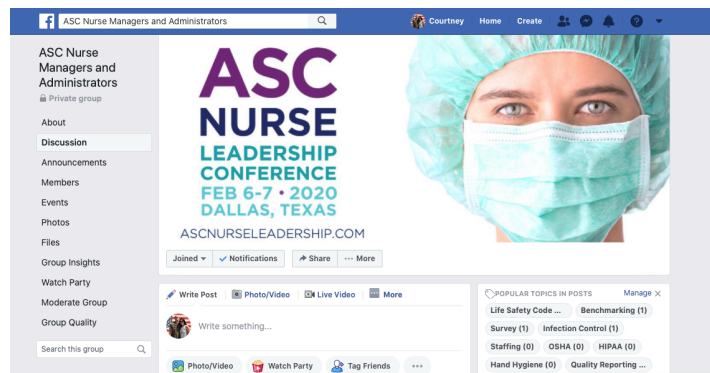 ASC Nurse Managers and Administrators
Courtney
Home
Create
ASC Nurse
Managers and
Administrators
Private group
About
Discussion
Announcements
Members
Events
Photos
Files
Group Insights
Watch Party
Moderate Group
Group Quality
Search this group
ASC
NURSE
LEADERSHIP
CONFERENCE
FEB 6-7 • 2020
DALLAS, TEXAS
ASCNURSELEADERSHIP.COM
Joined
✓ Notifications
Share
··· More
Write Post
Photo/Video
Live Video
More
Write something...
Photo/Video
Watch Party
Tag Friends
POPULAR TOPICS IN POSTS
Manage
Life Safety Code ...
Benchmarking (1)
Survey (1)
Infection Control (1)
Staffing (0)
OSHA (0)
HIPAA (0)
Hand Hygiene (0)
Quality Reporting ...